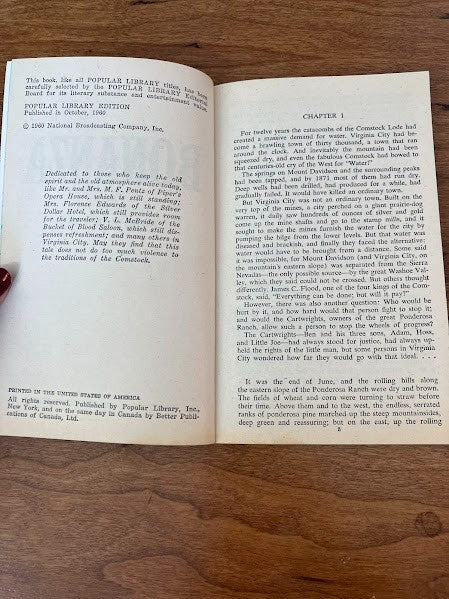 This book, like all POPULAR LIBRARY titles, has been
carefully selected by the POPULAR LIBRARY Editorial
Board for its literary substance and entertainment value.
POPULAR LIBRARY EDITION
Published in October, 1960
© 1960 National Broadcasting Company, Inc.
Dedicated to those who keep the old
spirit and the old atmosphere alive today,
like Mr. and Mrs. M. F. Fento of Piper's
Opera House, which is still standing;
Mrs. Florence Edwards of the Silver
Dollar Hotel, which still provides room
for the traveler; V. L. McBride of the
Bucket of Blood Saloon, which still dis-
penses refreshment; and many others in
Virginia City. May they find that this
tale does not do too much violence to
the traditions of the Comstock.
PRINTED IN THE UNITED STATES OF AMERICA
All rights reserved. Published by Popular Library, Inc.,
New York, and on the same day in Canada by Better Publi-
cations of Canada, Ltd.
CHAPTER 1
For twelve years the catacombs of the Comstock Lode had
created a massive demand for water. Virginia City had be-
come a brawling town of thirty thousand, a town that ran
around the clock. And inevitably the mountain had been
squeezed dry, and even the fabulous Comstock had bowed to
that centuries-old cry of the West for "Water!"
The springs on Mount Davidson and the surrounding peaks
had been tapped, and by 1871 most of them had run dry.
Deep wells had been drilled, had produced for a while, had
gradually failed. It would have killed an ordinary town.
But Virginia City was not an ordinary town. Built on the
very top of the mines, a city perched on a giant prairie-dog
warren, it daily saw hundreds of ounces of silver and gold
come up the mine shafts and go to the stamp mills, and it
sought to make the mines furnish the water for the city by
pumping the bilge from the lower levels. But that water was
diseased and brackish, and finally they faced the alternative:
water would have to be brought from a distance. Some said
it was impossible, for Mount Davidson (and Virginia City, on
the mountain's eastern slope) was separated from the Sierra
Nevadas—the only possible source—by the great Washoe Val-
ley, which they said could not be crossed. But others thought
differently. James C. Flood, one of the four kings of the Com-
stock, said, "Everything can be done; but will it pay?"
However, there was also another question: Who would be
hurt by it, and how hard would that person fight to stop it;
and would the Cartwrights, owners of the great Ponderosa
Ranch, allow such a person to stop the wheels of progress?
The Cartwrights—Ben and his three sons, Adam, Hoss,
and Little Joe—had always stood for justice, had always up-
held the rights of the little man, but some persons in Virginia
City wondered how far they would go with that ideal. . . .
It was the end of June, and the rolling hills along
the eastern slope of the Ponderosa Ranch were dry and brown.
The fields of wheat and corn were turning to straw before
their time. Above them and to the west, the endless, serrated
ranks of ponderosa pine marched up the steep mountainsides,
deep green and reassuring; but on the east, up the rolling